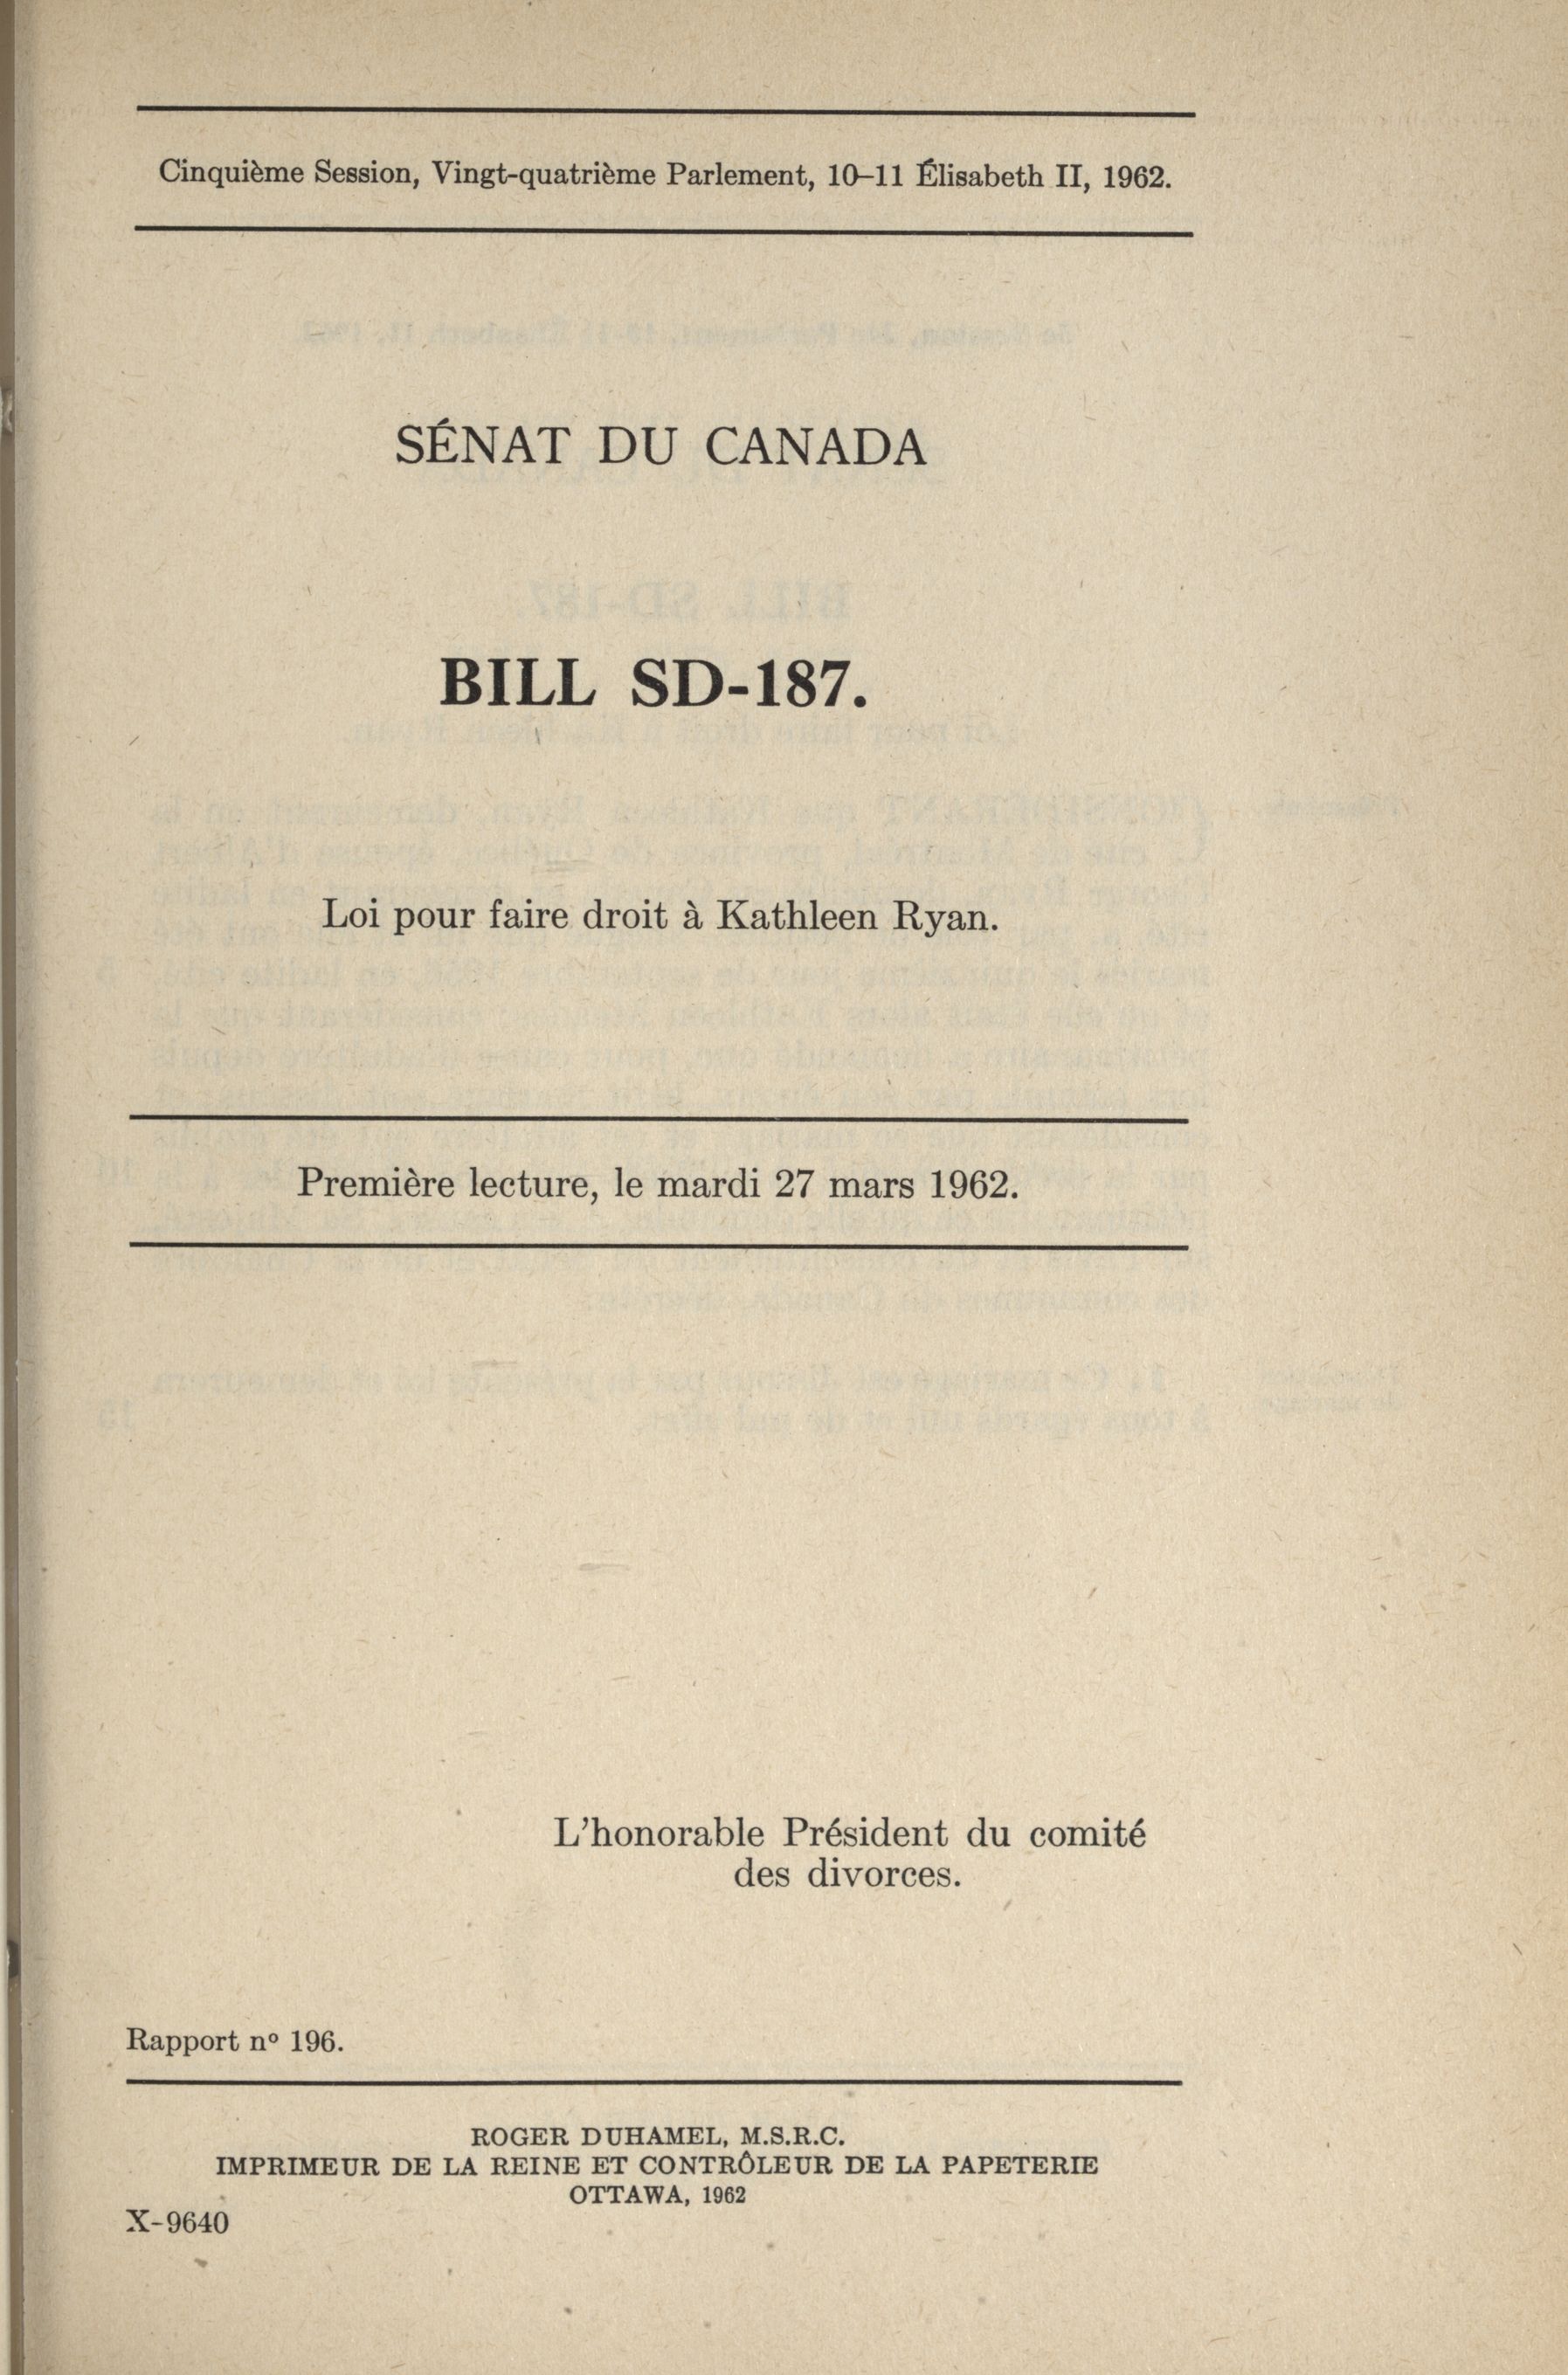 Cinquième Session, Vingt-quatrième Parlement, 10–11 Élisabeth II, 1962.
SÉNAT DU CANADA
BILL SD-187.
Loi pour faire droit à Kathleen Ryan.
Première lecture, le mardi 27 mars 1962.
L'honorable Président du comité
des divorces.
Rapport nº 196.
ROGER DUHAMEL, M.S.R.C.
IMPRIMEUR DE LA REINE ET CONTRÔLEUR DE LA PAPETERIE
OTTAWA, 1962
X-9640